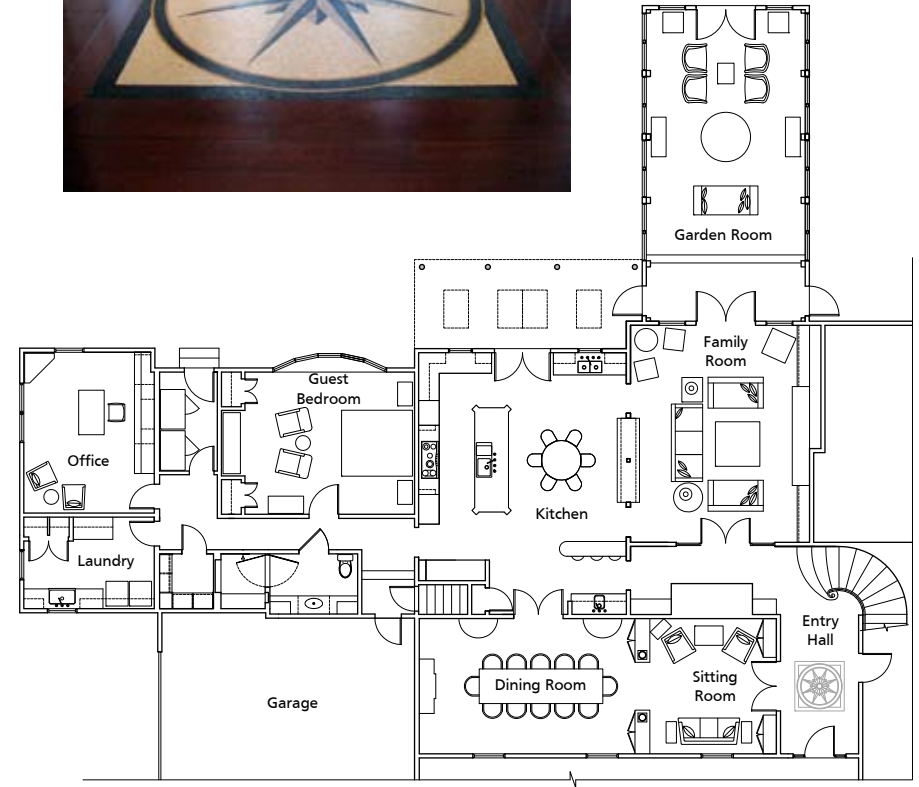 Garden Room
Family
Room
Guest
Bedroom
Office
Kitchen
Laundry
Entry
Hall
Dining Room
Sitting
Room
Garage